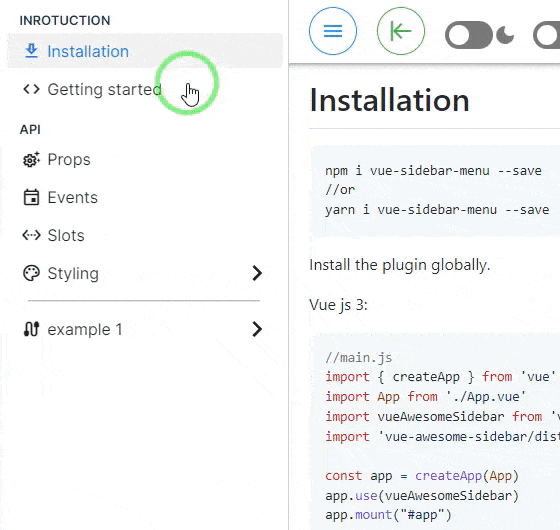 INROTUCTION
Installation
Getting started
API
Props
Events
Slots
Styling
example 1
Installation
npm i vue-sidebar-menu --save
//or
yarn i vue-sidebar-menu --save
Install the plugin globally.
Vue js 3:
//main.js
import { createApp } from 'vue'
import App from './App.vue'
import vueAwesomeSidebar from 'v
import 'vue-awesome-sidebar/dist
const app = createApp(App)
app.use(vueAwesomeSidebar)
app.mount("#app")